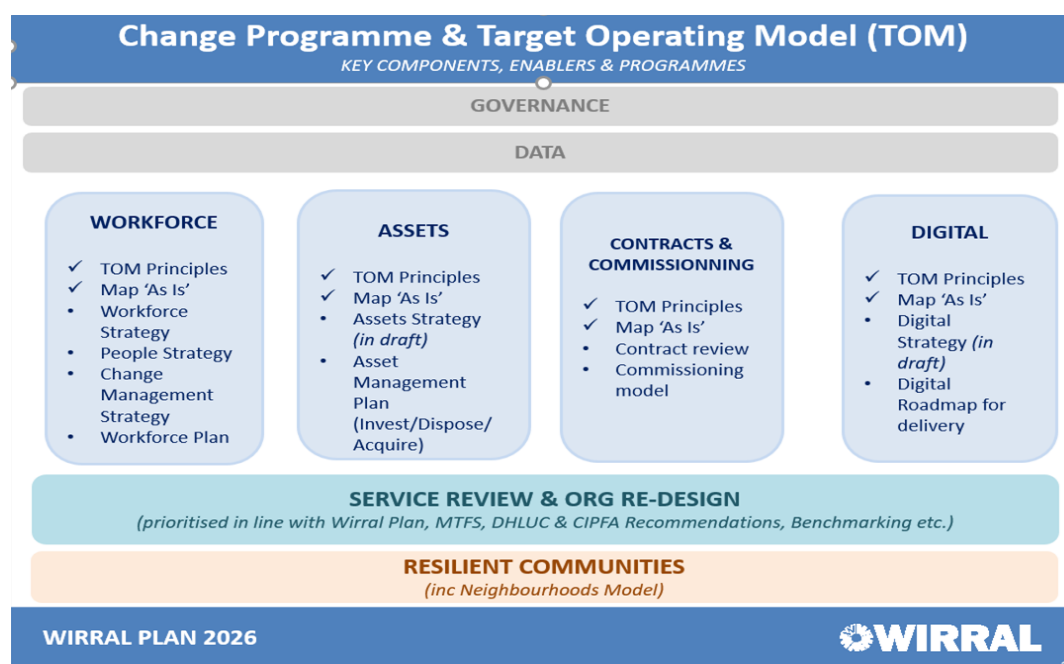 Change Programme & Target Operating Model (TOM)
KEY COMPONENTS, ENABLERS & PROGRAMMES
GOVERNANCE
DATA
WORKFORCE
✓ TOM Principles
✓ Map ‘As Is’
• Workforce
Strategy
• People Strategy
• Change
Management
Strategy
• Workforce Plan
ASSETS
✓ TOM Principles
✓ Map ‘As Is’
• Assets Strategy
(in draft)
• Asset
Management
Plan
(Invest/Dispose/
Acquire)
CONTRACTS &
COMMISSIONNING
✓ TOM Principles
✓ Map ‘As Is’
• Contract review
• Commissioning
model
DIGITAL
✓ TOM Principles
✓ Map ‘As Is’
• Digital
Strategy (in
draft)
• Digital
Roadmap for
delivery
SERVICE REVIEW & ORG RE-DESIGN
(prioritised in line with Wirral Plan, MTFS, DHLUC & CIPFA Recommendations, Benchmarking etc.)
RESILIENT COMMUNITIES
(inc Neighbourhoods Model)
WIRRAL PLAN 2026
WIRRAL